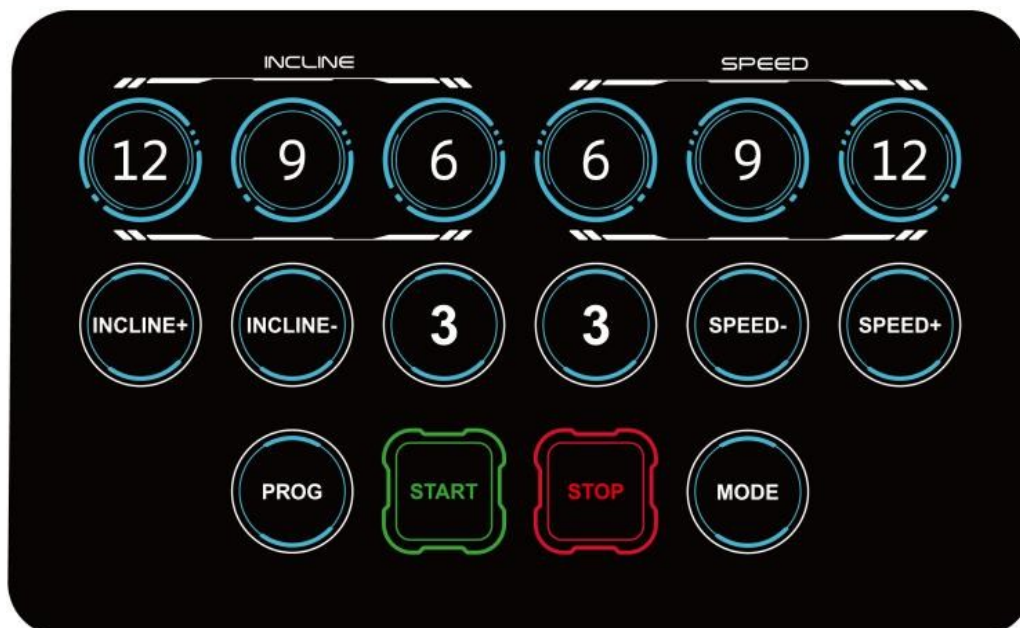 INCLINE SPEED
12 9 6 6 9 12
INCLINE+ INCLINE- 3 3 SPEED- SPEED+
PROG START STOP MODE